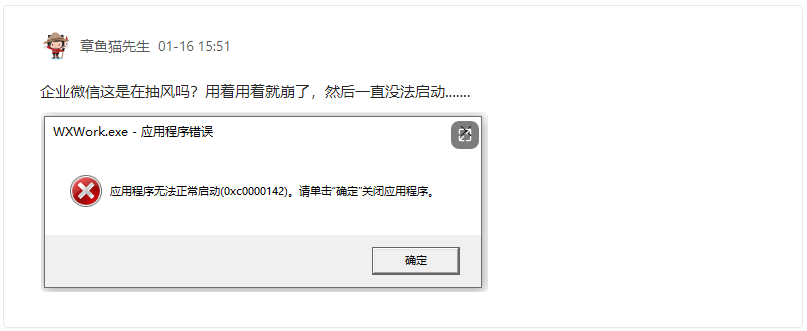 章鱼猫先生 01-16 15:51
企业微信这是在抽风吗？用着用着就崩了，然后一直没法启动.......
WXWork.exe - 应用程序错误
应用程序无法正常启动(0xc0000142)。请单击“确定”关闭应用程序。
确定